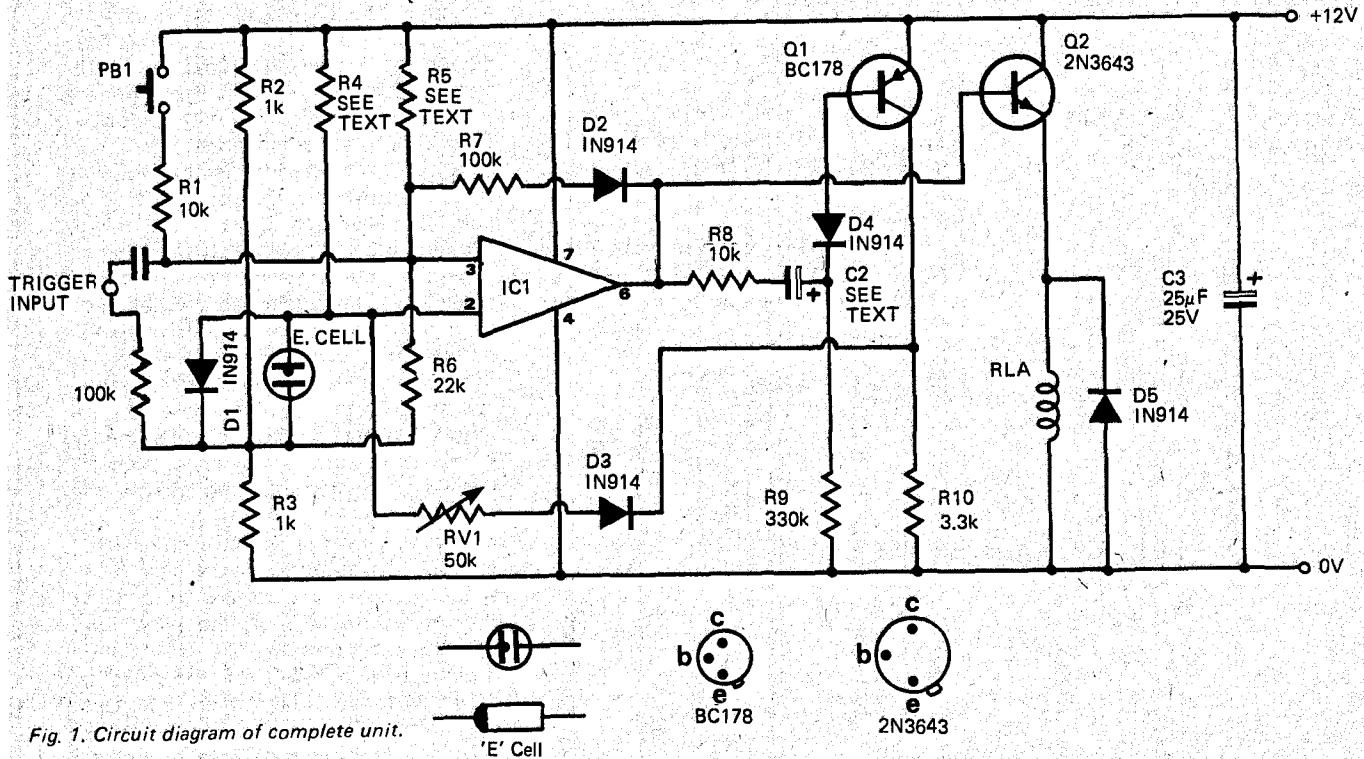 +12V
PB1
R2
1k
R4
SEE
TEXT
R5
SEE
TEXT
Q1
BC178
Q2
2N3643
R7
100k
D2
IN914
R1
10k
TRIGGER
INPUT
3
2
7
4
6
IC1
R8
10k
D4
IN914
C2
+
SEE
TEXT
C3
25µF
25V
+
100k
D1
IN914
E. CELL
R6
22k
RLA
D5
IN914
R3
1k
RV1
50k
D3
IN914
R9
330k
R10
3.3k
0V
Fig. 1. Circuit diagram of complete unit.
'E' Cell
c
b
e
BC178
c
b
e
2N3643